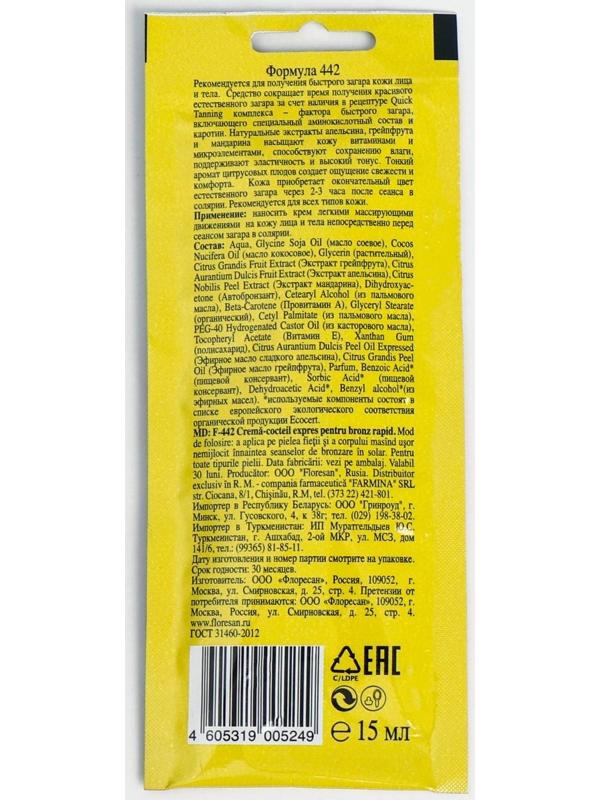 Формула 442
Рекомендуется для получения быстрого загара кожи лица
и тела. Средство сокращает время получения красивого
естественного загара за счет наличия в рецептуре Quick
Tanning комплекса – фактора быстрого загара,
включающего специальный аминокислотный состав и
каротин. Натуральные экстракты апельсина, грейпфрута
и мандарина насыщают кожу витаминами и
микроэлементами, способствуют сохранению влаги,
поддерживают эластичность и высокий тонус. Тонкий
аромат цитрусовых плодов создает ощущение свежести и
комфорта. Кожа приобретает окончательный цвет
естественного загара через 2-3 часа после сеанса в
солярии. Рекомендуется для всех типов кожи.
Применение: наносить крем легкими массирующими
движениями на кожу лица и тела непосредственно перед
сеансом загара в солярии.
Состав: Aqua, Glycine Soja Oil (масло соевое), Cocos
Nucifera Oil (масло кокосовое), Glycerin (растительный),
Citrus Grandis Fruit Extract (Экстракт грейпфрута), Citrus
Aurantium Dulcis Fruit Extract (Экстракт апельсина), Citrus
Nobilis Peel Extract (Экстракт мандарина), Dihydroxyac-
etone (Автобронзант), Cetearyl Alcohol (из пальмового
масла), Beta-Carotene (Провитамин А), Glyceryl Stearate
(органический), Cetyl Palmitate (из пальмового масла),
PEG-40 Hydrogenated Castor Oil (из касторового масла),
Tocopheryl Acetate (Витамин Е), Xanthan Gum
(полисахарид), Citrus Aurantium Dulcis Peel Oil Expressed
(Эфирное масло сладкого апельсина), Citrus Grandis Peel
Oil (Эфирное масло грейпфрута), Parfum, Benzoic Acid*
(пищевой консервант), Sorbic Acid* (пищевой
консервант), Dehydroacetic Acid*, Benzyl alcohol*(из
эфирных масел). *используемые компоненты состоят в
списке европейского экологического соответствия
органической продукции Ecocert.
MD: F-442 Cremă-cocteil expres pentru bronz rapid. Mod
de folosire: a aplica pe pielea fieţii şi a corpului masînd uşor
nemijlocit înnaintea seanselor de bronzare în solar. Pentru
toate tipurile pielii. Data fabricării: vezi pe ambalaj. Valabil
30 luni. Producător: ООО "Floresan", Rusia. Distribuitor
exclusiv în R. M. - compania farmaceutică "FARMINA" SRL
str. Ciocana, 8/1, Chişinău, R.M, tel. (373 22) 421-801.
Импортер в Республику Беларусь: ООО "Гринроуд", г.
Минск, ул. Гусовского, 4, к 38г; тел. (029) 198-38-02.
Импортер в Туркменистан: ИП Муратгельдыев Ю.С.
Туркменистан, г. Ашхабад, 2-ой МКР, ул. МСЗ, дом
141/6, тел.: (99365) 81-85-11.
Дату изготовления и номер партии смотрите на упаковке.
Срок годности: 30 месяцев.
Изготовитель: ООО «Флоресан», Россия, 109052, г.
Москва, ул. Смирновская, д. 25, стр. 4. Претензии от
потребителя принимаются: ООО «Флоресан», 109052, г.
Москва, Россия, ул. Смирновская, д. 25, стр. 4.
www.floresan.ru
ГОСТ 31460-2012
C/LDPE
EAC
4 605319 005249
℮ 15 мл